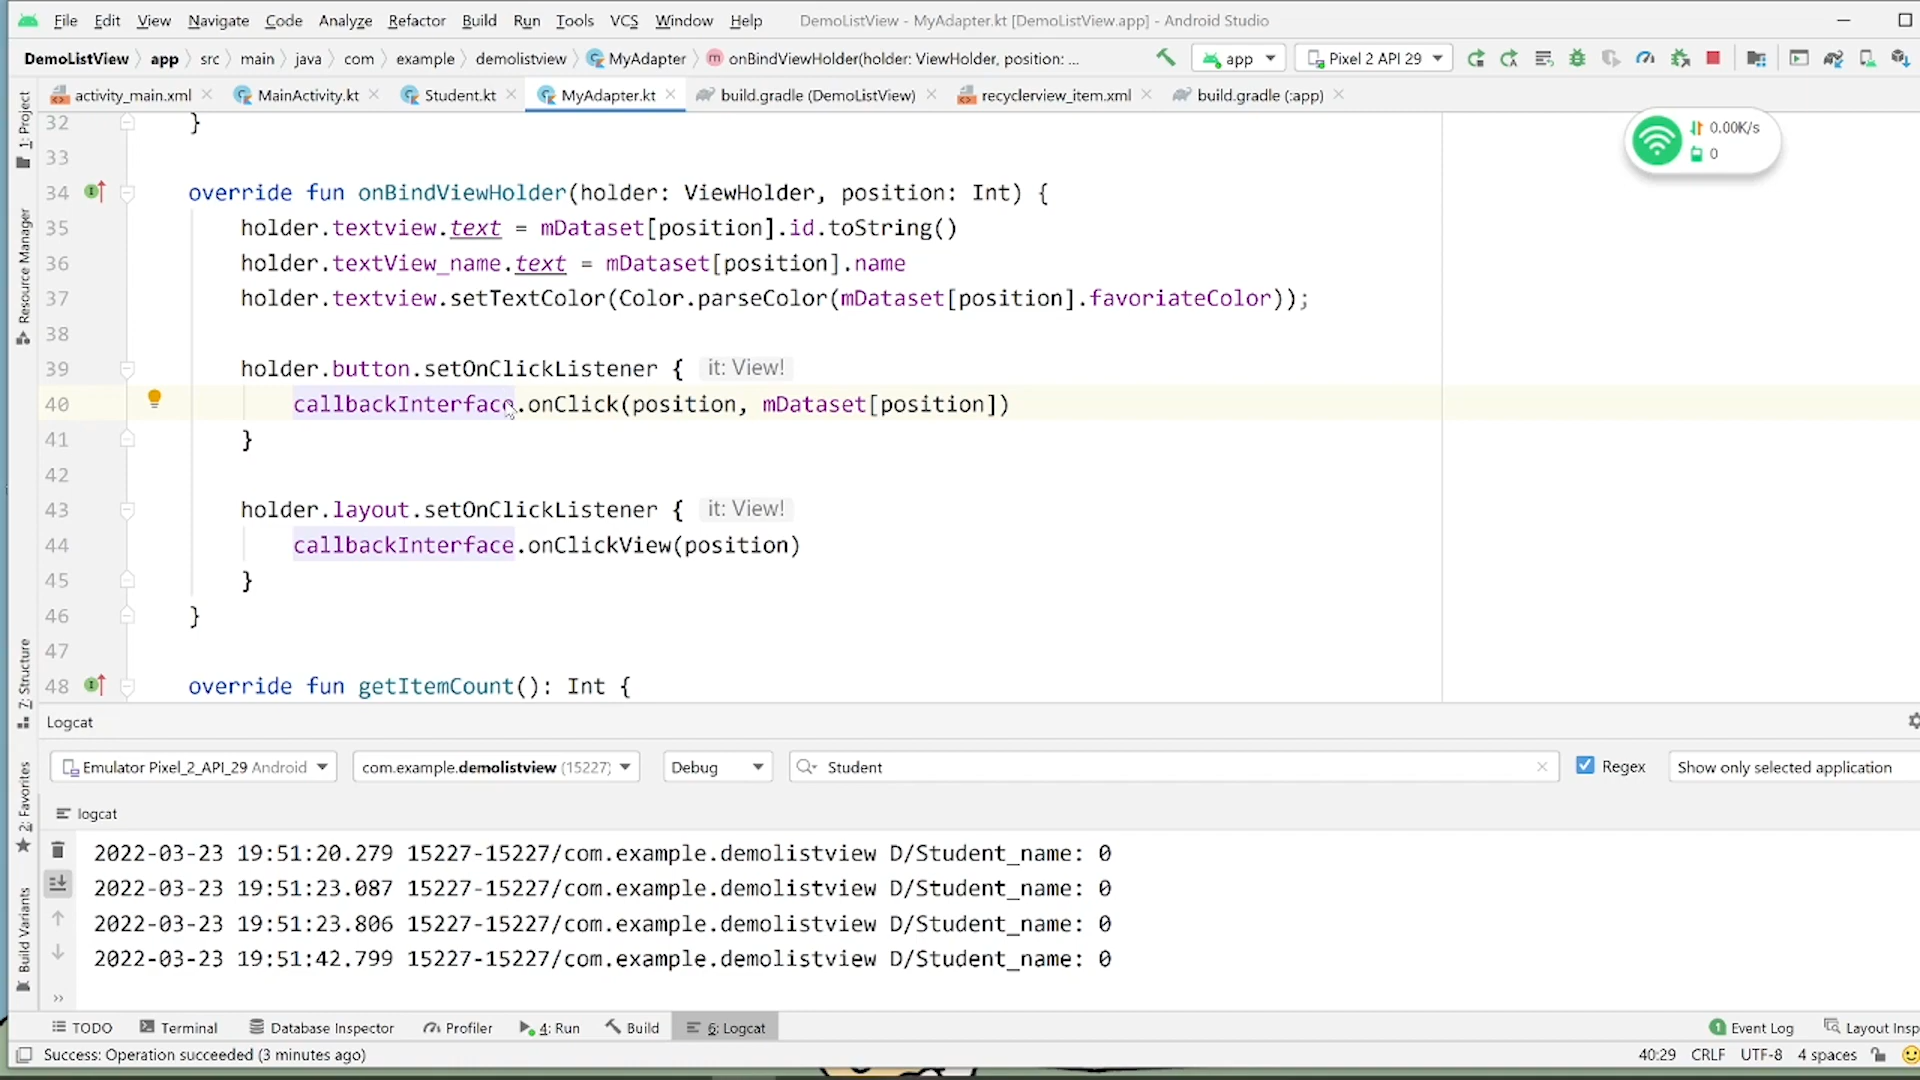 File Edit View Navigate Code Analyze Refactor Build Run Tools VCS Window Help DemoListView - MyAdapter.kt [DemoListView.app] - Android Studio
DemoListView app src main java com example demolistview MyAdapter onBindViewHolder(holder: ViewHolder, position: ... app Pixel 2 API 29
activity_main.xml MainActivity.kt Student.kt MyAdapter.kt build.gradle (DemoListView) recyclerview_item.xml build.gradle (:app)
1: Project
Resource Manager
7: Structure
2: Favorites
Build Variants
0.00K/s
0
32 }
33
34 override fun onBindViewHolder(holder: ViewHolder, position: Int) {
35 holder.textview.text = mDataset[position].id.toString()
36 holder.textView_name.text = mDataset[position].name
37 holder.textview.setTextColor(Color.parseColor(mDataset[position].favoriateColor));
38
39 holder.button.setOnClickListener { it: View!
40 callbackInterface.onClick(position, mDataset[position])
41 }
42
43 holder.layout.setOnClickListener { it: View!
44 callbackInterface.onClickView(position)
45 }
46 }
47
48 override fun getItemCount(): Int {
Logcat
Emulator Pixel_2_API_29 Android com.example.demolistview (15227) Debug Student Regex Show only selected application
logcat
2022-03-23 19:51:20.279 15227-15227/com.example.demolistview D/Student_name: 0
2022-03-23 19:51:23.087 15227-15227/com.example.demolistview D/Student_name: 0
2022-03-23 19:51:23.806 15227-15227/com.example.demolistview D/Student_name: 0
2022-03-23 19:51:42.799 15227-15227/com.example.demolistview D/Student_name: 0
TODO Terminal Database Inspector Profiler 4: Run Build 6: Logcat 1 Event Log Layout Insp
Success: Operation succeeded (3 minutes ago) 40:29 CRLF UTF-8 4 spaces